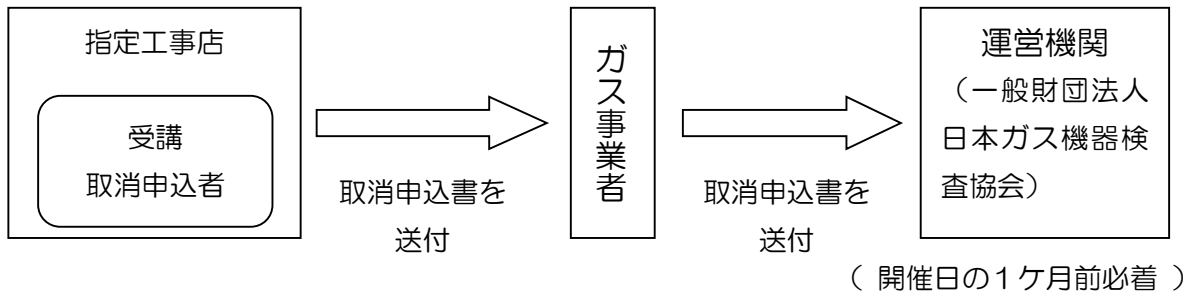 指定工事店
受講
取消申込者
取消申込書を
送付
ガス事業者
取消申込書を
送付
運営機関
（一般財団法人
日本ガス機器検
査協会）
（ 開催日の１ケ月前必着 ）